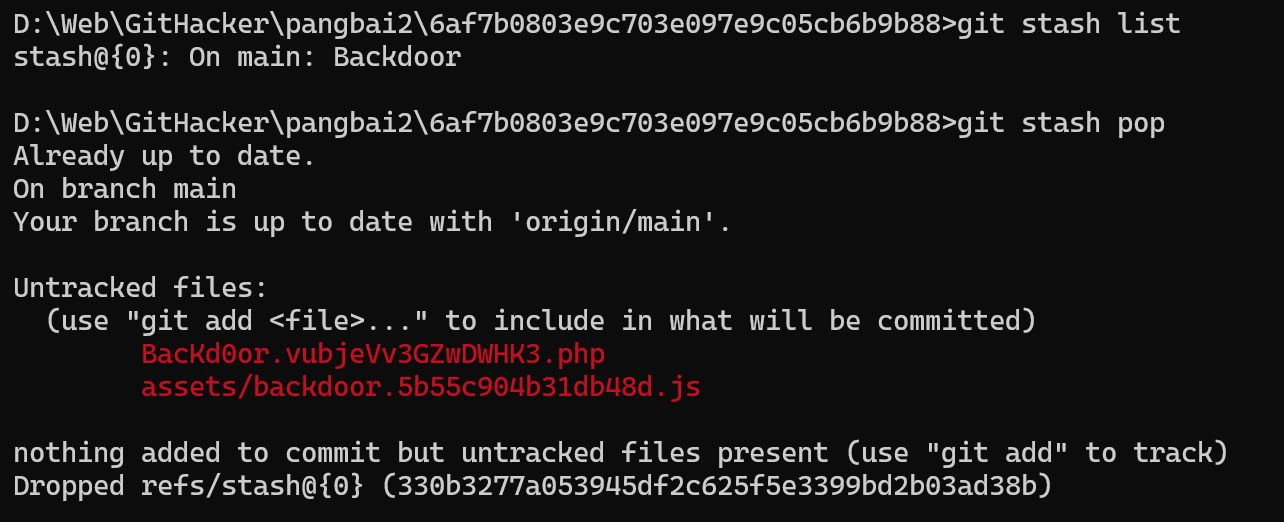 D:\Web\GitHacker\pangbai2\6af7b0803e9c703e097e9c05cb6b9b88>git stash list
stash@{0}: On main: Backdoor
D:\Web\GitHacker\pangbai2\6af7b0803e9c703e097e9c05cb6b9b88>git stash pop
Already up to date.
On branch main
Your branch is up to date with 'origin/main'.
Untracked files:
  (use "git add <file>..." to include in what will be committed)
        BacKd0or.vubjeVv3GZwDWHK3.php
        assets/backdoor.5b55c904b31db48d.js
nothing added to commit but untracked files present (use "git add" to track)
Dropped refs/stash@{0} (330b3277a053945df2c625f5e3399bd2b03ad38b)